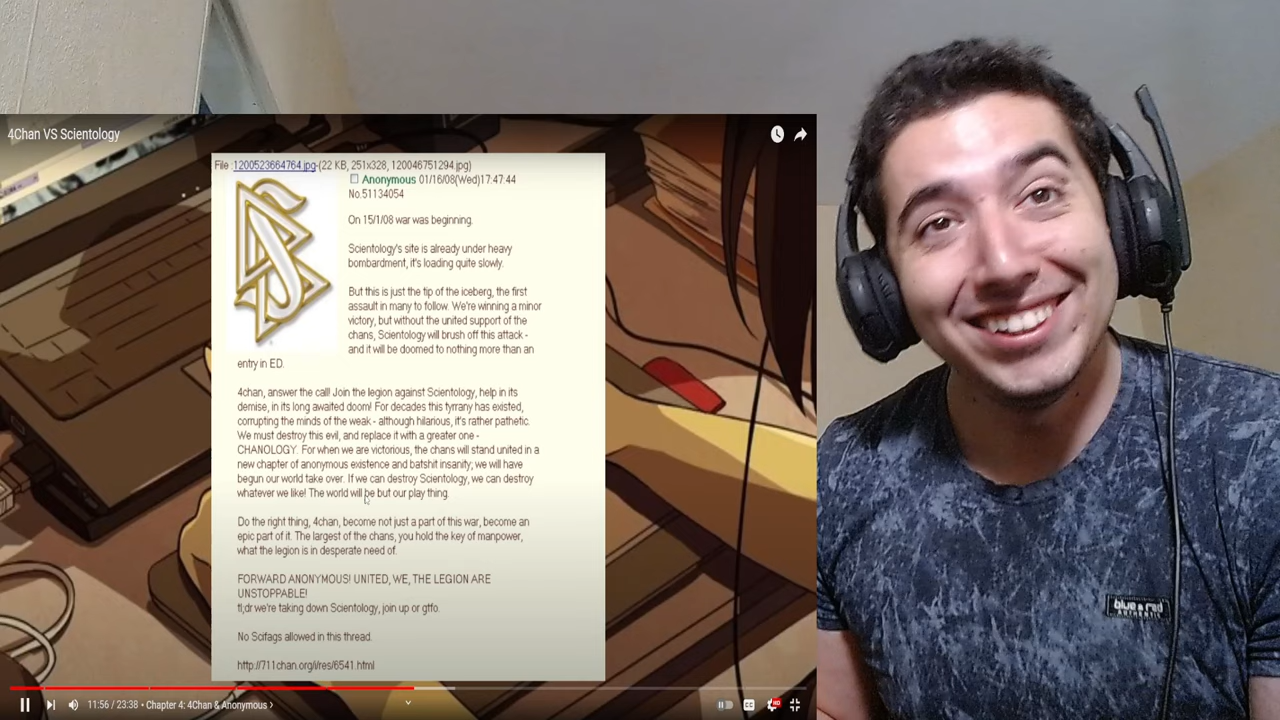 4Chan VS Scientology
File :1200523664764.jpg-(22 KB, 251x328, 120046751294.jpg)
Anonymous 01/16/08(Wed)17:47:44
No.51134054
On 15/1/08 war was beginning.
Scientology's site is already under heavy
bombardment, it's loading quite slowly.
But this is just the tip of the iceberg, the first
assault in many to follow. We're winning a minor
victory, but without the united support of the
chans, Scientology will brush off this attack -
and it will be doomed to nothing more than an
entry in ED.
4chan, answer the call! Join the legion against Scientology, help in its
demise, in its long awaited doom! For decades this tyrrany has existed,
corrupting the minds of the weak - although hilarious, it's rather pathetic.
We must destroy this evil, and replace it with a greater one -
CHANOLOGY. For when we are victorious, the chans will stand united in a
new chapter of anonymous existence and batshit insanity; we will have
begun our world take over. If we can destroy Scientology, we can destroy
whatever we like! The world will be but our play thing.
Do the right thing, 4chan, become not just a part of this war, become an
epic part of it. The largest of the chans, you hold the key of manpower,
what the legion is in desperate need of.
FORWARD ANONYMOUS! UNITED, WE, THE LEGION ARE
UNSTOPPABLE!
tl;dr we're taking down Scientology, join up or gtfo.
No Scifags allowed in this thread.
http://711chan.org/i/res/6541.html
11:56 / 23:38 • Chapter 4: 4Chan & Anonymous ›
CC
HD
blue & red
AUTHENTIC